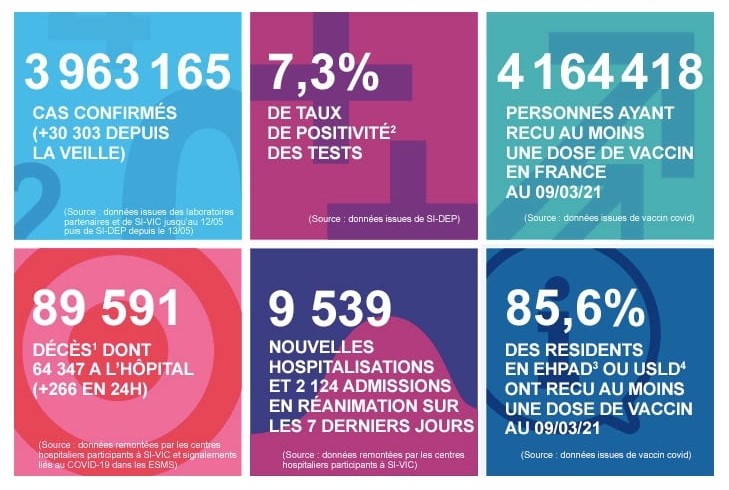 3 963 165
CAS CONFIRMÉS
(+30 303 DEPUIS
LA VEILLE)
(Source : données issues des laboratoires
partenaires et de SI-VIC jusqu'au 12/05
puis de SI-DEP depuis le 13/05)
7,3%
DE TAUX
DE POSITIVITÉ²
DES TESTS
(Source : données issues de SI-DEP)
4 164 418
PERSONNES AYANT
RECU AU MOINS
UNE DOSE DE VACCIN
EN FRANCE
AU 09/03/21
(Source : données issues de vaccin covid)
89 591
DÉCÈS¹ DONT
64 347 A L'HÔPITAL
(+266 EN 24H)
(Source : données remontées par les centres
hospitaliers participants à SI-VIC et signalements
liés au COVID-19 dans les ESMS)
9 539
NOUVELLES
HOSPITALISATIONS
ET 2 124 ADMISSIONS
EN RÉANIMATION SUR
LES 7 DERNIERS JOURS
(Source : données remontées par les centres
hospitaliers participants à SI-VIC)
85,6%
DES RESIDENTS
EN EHPAD³ OU USLD⁴
ONT RECU AU MOINS
UNE DOSE DE VACCIN
AU 09/03/21
(Source : données issues de vaccin covid)